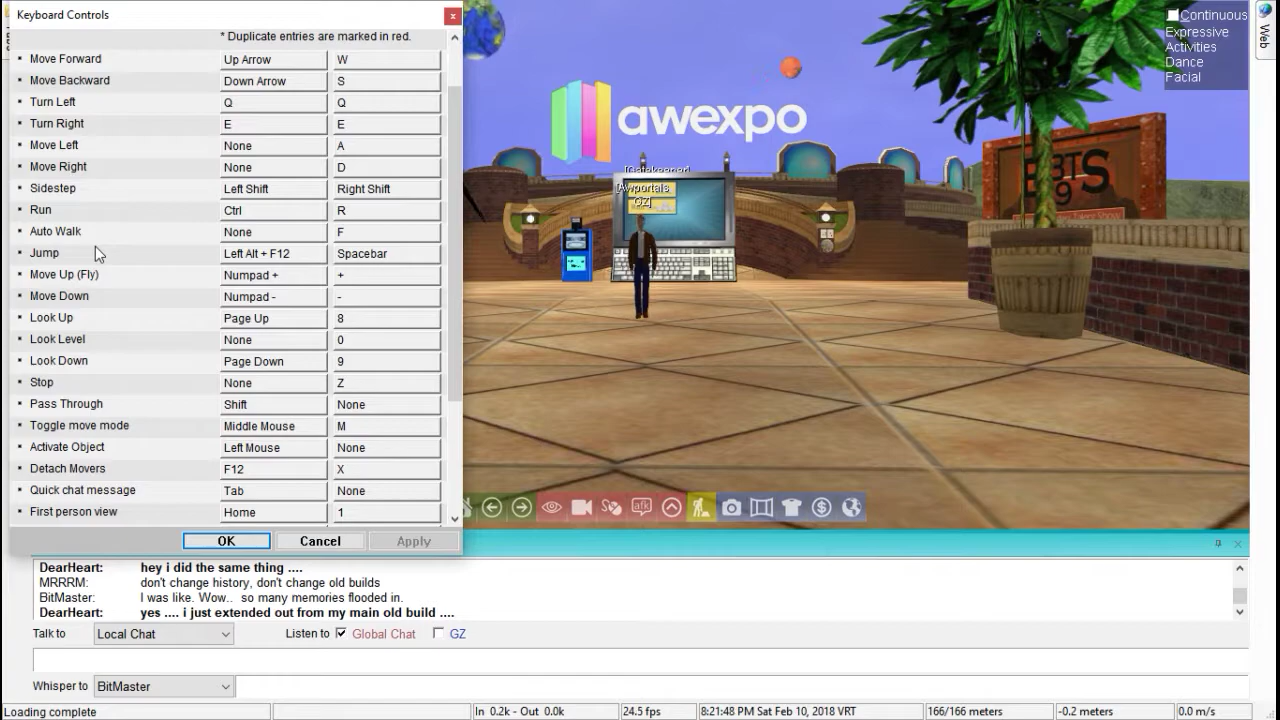 Keyboard Controls
* Duplicate entries are marked in red.
Move Forward Up Arrow W
Move Backward Down Arrow S
Turn Left Q Q
Turn Right E E
Move Left None A
Move Right None D
Sidestep Left Shift Right Shift
Run Ctrl R
Auto Walk None F
Jump Left Alt + F12 Spacebar
Move Up (Fly) Numpad + +
Move Down Numpad - -
Look Up Page Up 8
Look Level None 0
Look Down Page Down 9
Stop None Z
Pass Through Shift None
Toggle move mode Middle Mouse M
Activate Object Left Mouse None
Detach Movers F12 X
Quick chat message Tab None
First person view Home 1
OK Cancel Apply
awexpo
[Gatekeeper]
[Awportals
OZ]
Continuous
Expressive
Activities
Dance
Facial
Web
afk
DearHeart: hey i did the same thing ....
MRRRM: don't change history, don't change old builds
BitMaster: I was like. Wow.. so many memories flooded in.
DearHeart: yes .... i just extended out from my main old build ....
Talk to Local Chat Listen to Global Chat GZ
Whisper to BitMaster
Loading complete In 0.2k - Out 0.0k 24.5 fps 8:21:48 PM Sat Feb 10, 2018 VRT 166/166 meters -0.2 meters 0.0 m/s